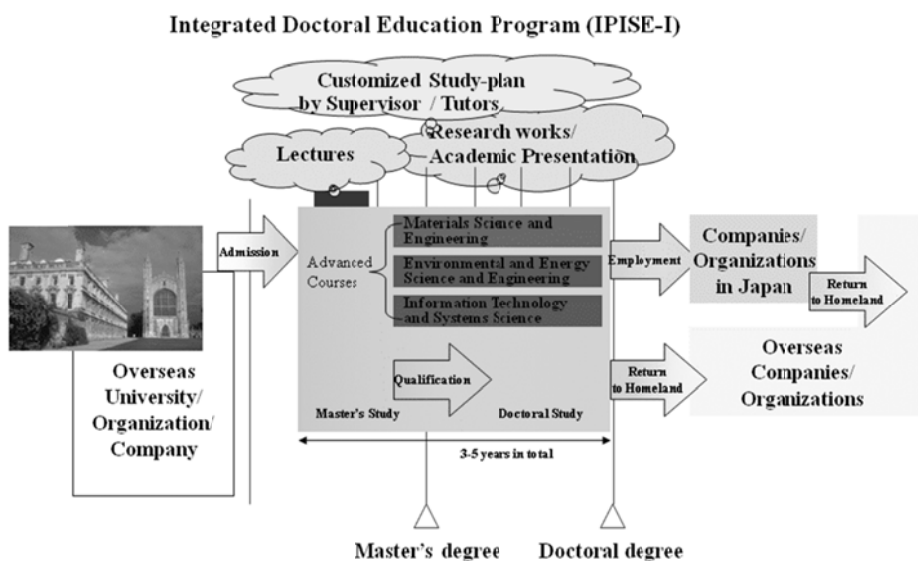 Integrated Doctoral Education Program (IPISE-I)
Customized Study-plan
by Supervisor / Tutors
Research works/
Academic Presentation
Lectures
Admission
Advanced
Courses
Materials Science and
Engineering
Environmental and Energy
Science and Engineering
Information Technology
and Systems Science
Employment
Companies/
Organizations
in Japan
Return
to Homeland
Overseas
University/
Organization/
Company
Qualification
Master's Study
Doctoral Study
Return
to Homeland
Overseas
Companies/
Organizations
3-5 years in total
Master's degree
Doctoral degree